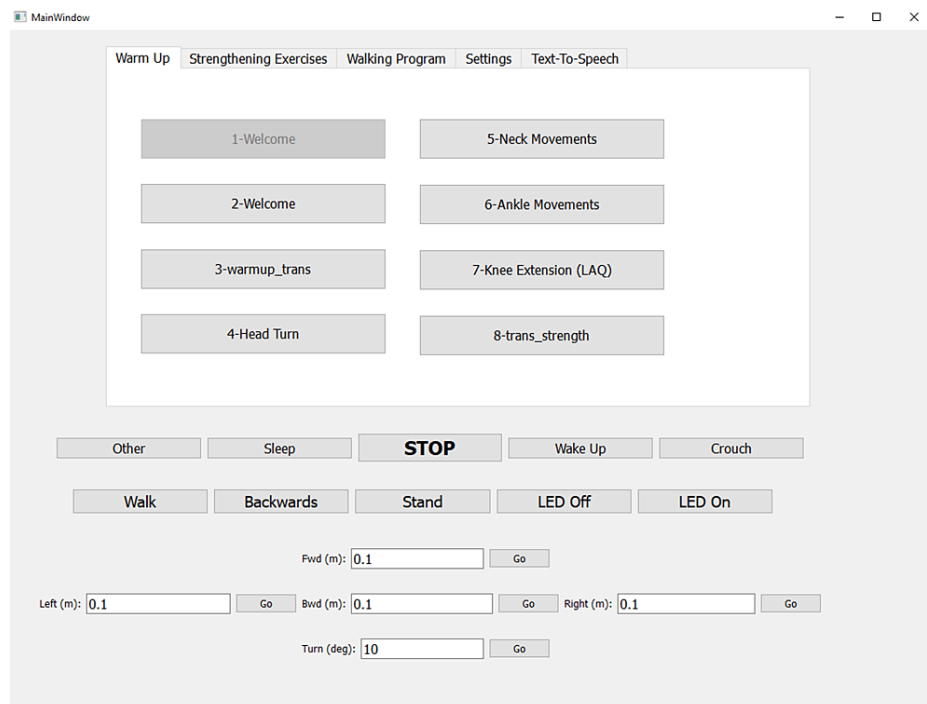 MainWindow
Warm Up Strengthening Exercises Walking Program Settings Text-To-Speech
1-Welcome 5-Neck Movements
2-Welcome 6-Ankle Movements
3-warmup_trans 7-Knee Extension (LAQ)
4-Head Turn 8-trans_strength
Other Sleep STOP Wake Up Crouch
Walk Backwards Stand LED Off LED On
Fwd (m): 0.1 Go
Left (m): 0.1 Go Bwd (m): 0.1 Go Right (m): 0.1 Go
Turn (deg): 10 Go